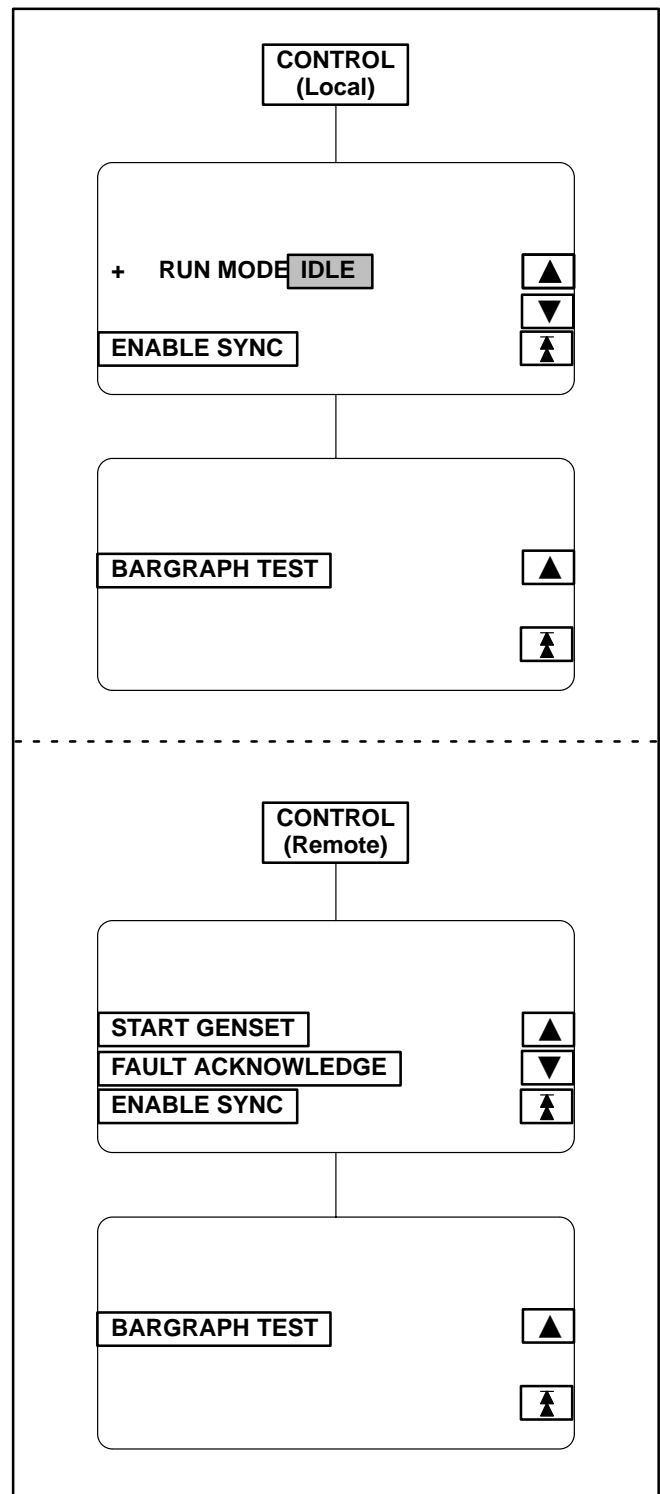 CONTROL
(Local)
+ RUN MODE IDLE
ENABLE SYNC
BARGRAPH TEST
CONTROL
(Remote)
START GENSET
FAULT ACKNOWLEDGE
ENABLE SYNC
BARGRAPH TEST